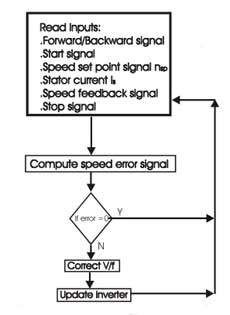 Read Inputs:
.Forward/Backward signal
.Start signal
.Speed set point signal nSP
.Stator current Is
.Speed feedback signal
.Stop signal
Compute speed error signal
If error =0
Y
N
Correct V/f
Update inverter